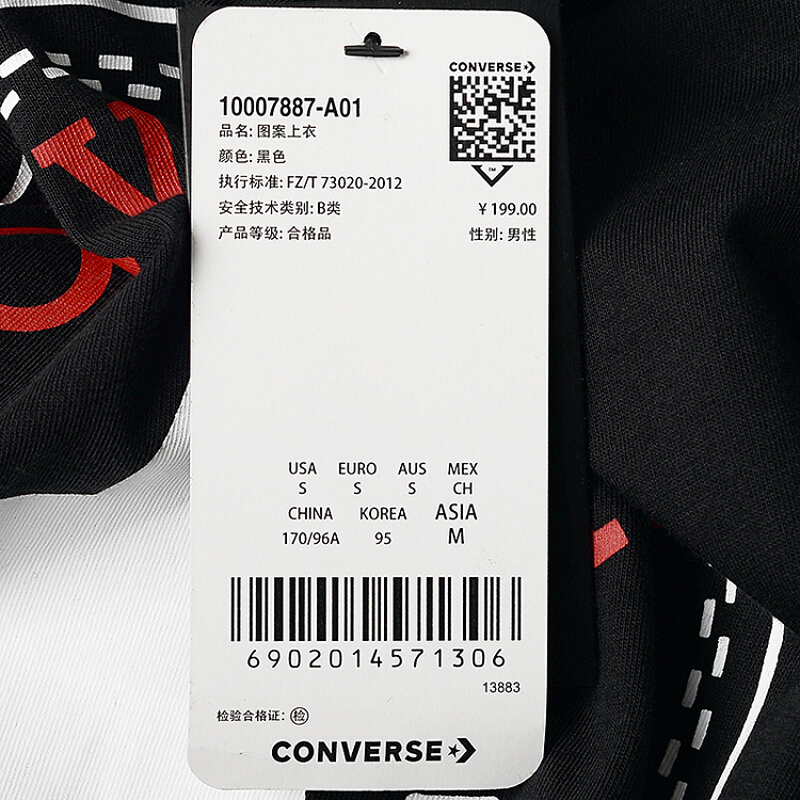 CONVERSE
10007887-A01
品名: 图案上衣
颜色: 黑色
执行标准: FZ/T 73020-2012
安全技术类别: B类
¥199.00
产品等级: 合格品
性别: 男性
USA EURO AUS MEX
S S S CH
CHINA KOREA ASIA
170/96A 95 M
6902014571306
13883
检验合格证: 检
CONVERSE